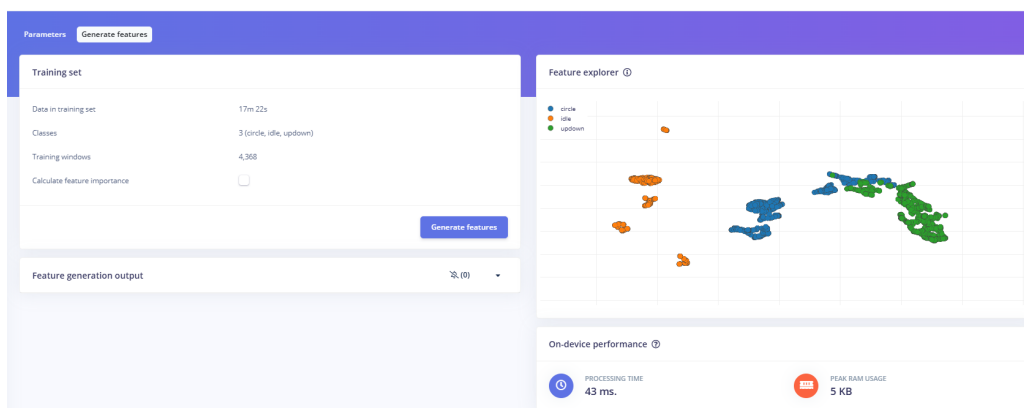 Parameters
Generate features
Training set
Data in training set 17m 22s
Classes 3 (circle, idle, updown)
Training windows 4,368
Calculate feature importance
Generate features
Feature generation output (0)
Feature explorer
circle
idle
updown
On-device performance
PROCESSING TIME
43 ms.
PEAK RAM USAGE
5 KB